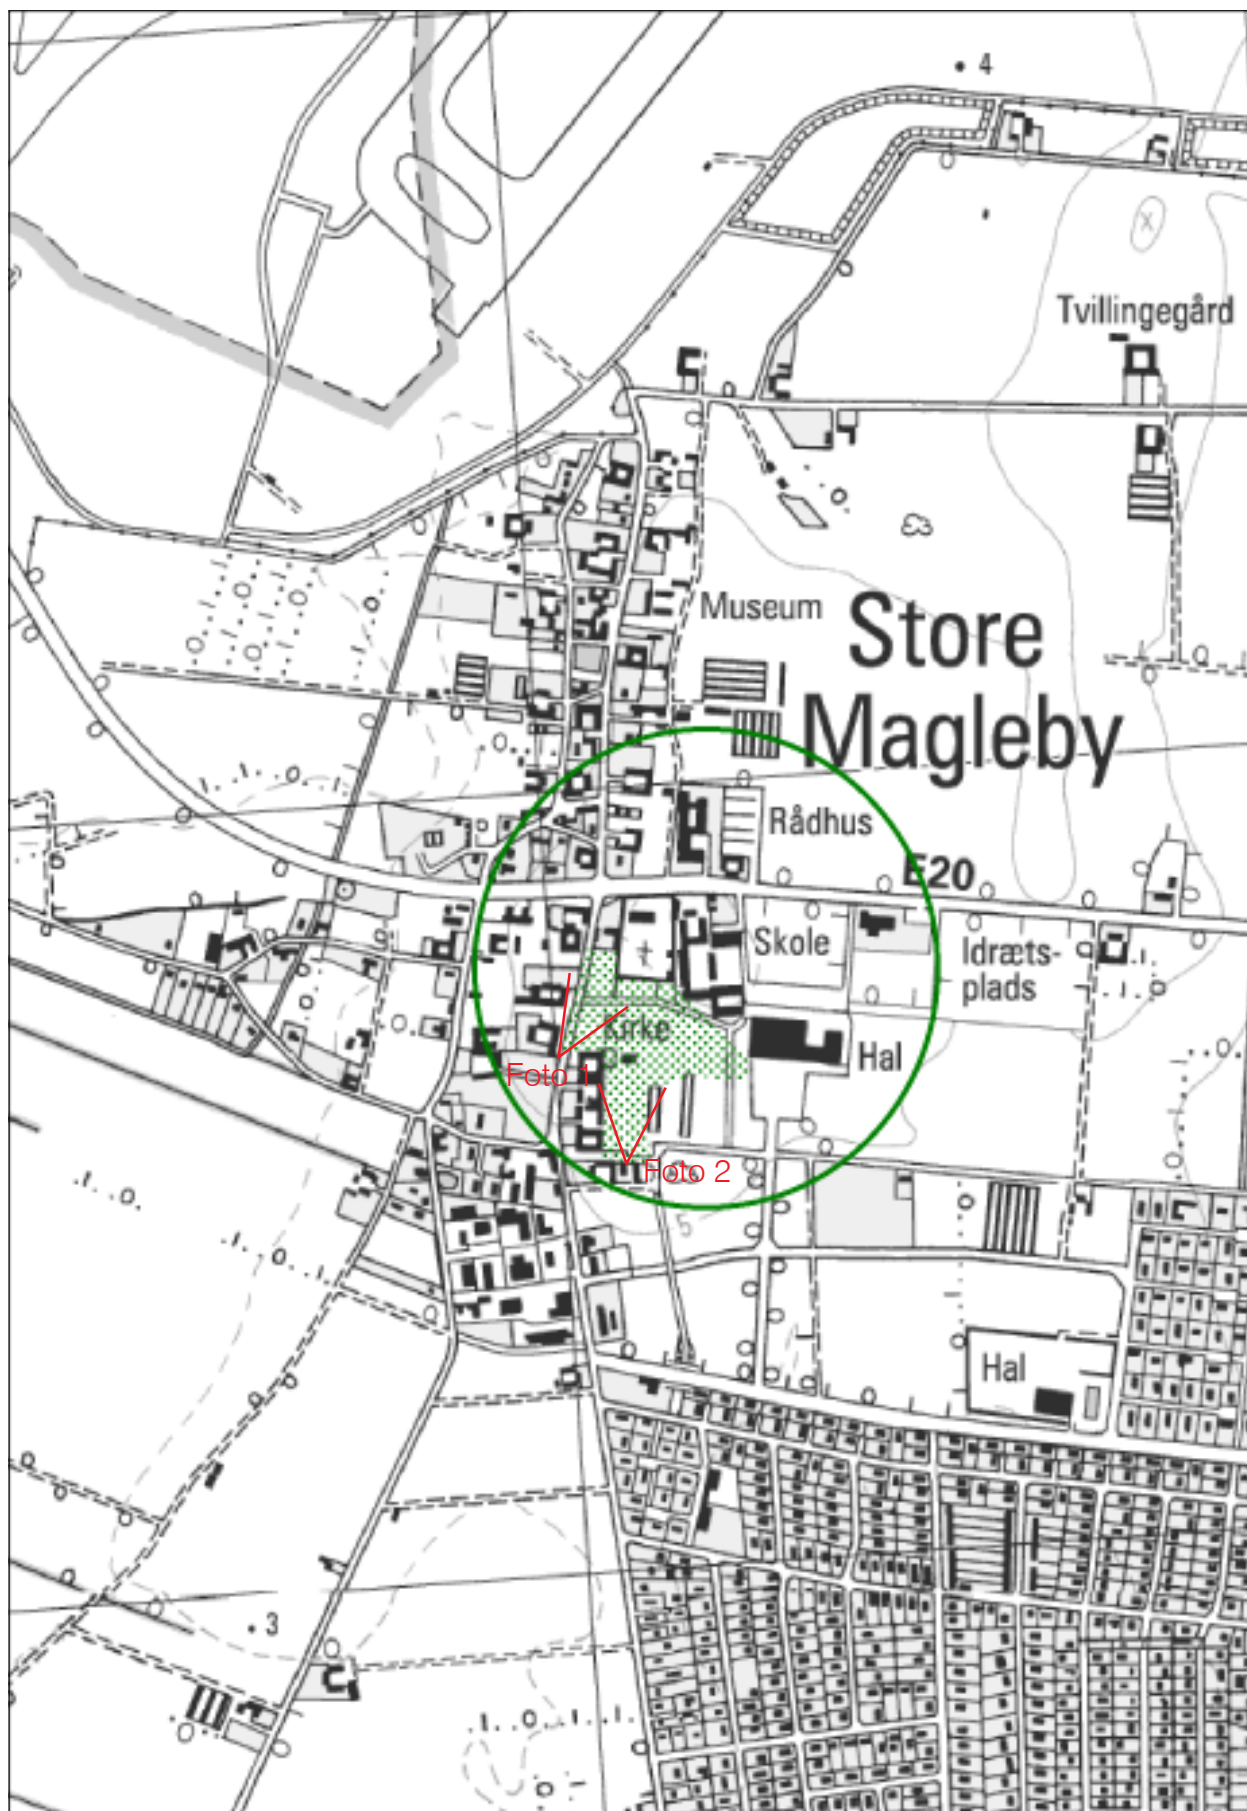 4
Tvillingegård
Museum
Store
Magleby
Rådhus
E20
Skole
Idræts-
plads
Kirke
Hal
Foto 1
Foto 2
5
Hal
3